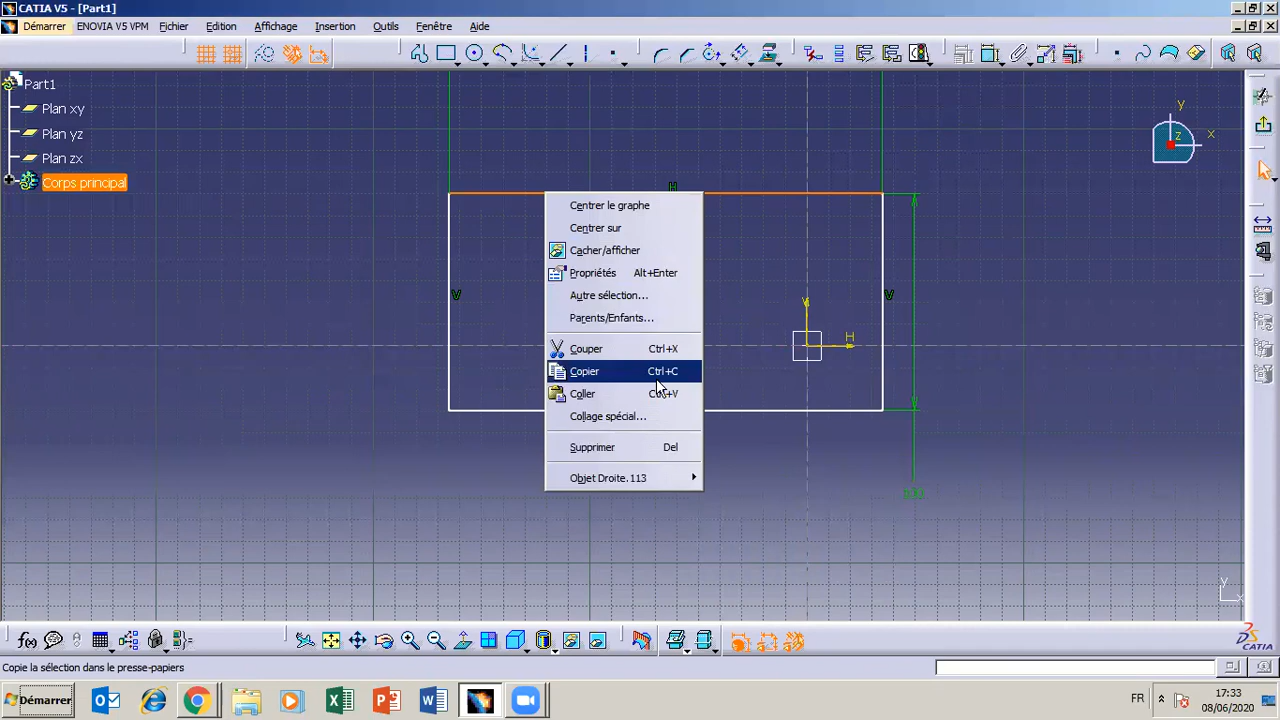 CATIA V5 - [Part1]
Démarrer ENOVIA V5 VPM Fichier Edition Affichage Insertion Outils Fenêtre Aide
Part1
Plan xy
Plan yz
Plan zx
Corps principal
y
x
z
H
V
V
V
H
Centrer le graphe
Centrer sur
Cacher/afficher
Propriétés Alt+Enter
Autre sélection...
Parents/Enfants...
Couper Ctrl+X
Copier Ctrl+C
Coller Ctrl+V
Collage spécial...
Supprimer Del
Objet Droite.113
y
x
f(x)
CATIA
Copie la sélection dans le presse-papiers
Démarrer
FR
17:33
08/06/2020